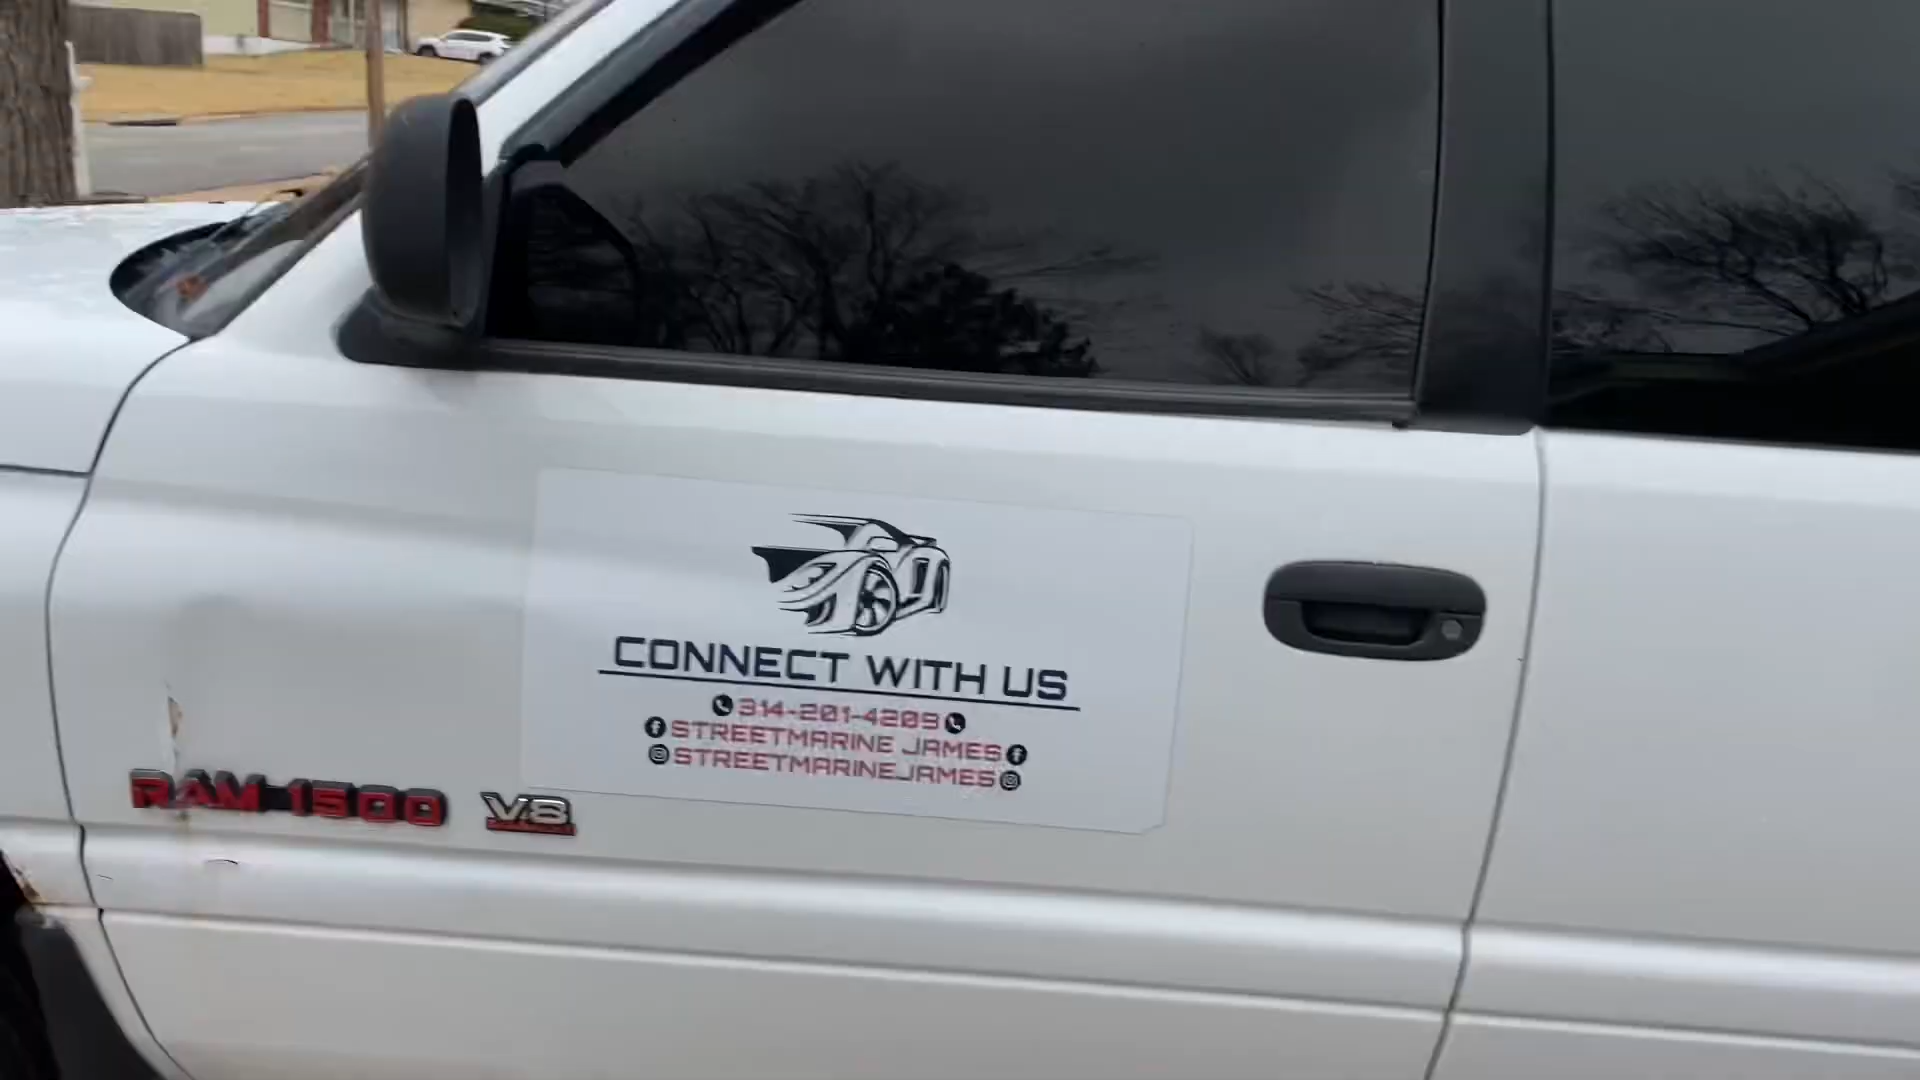 CONNECT WITH US
314-201-4209
STREETMARINE JAMES
STREETMARINEJAMES
RAM 1500 V8